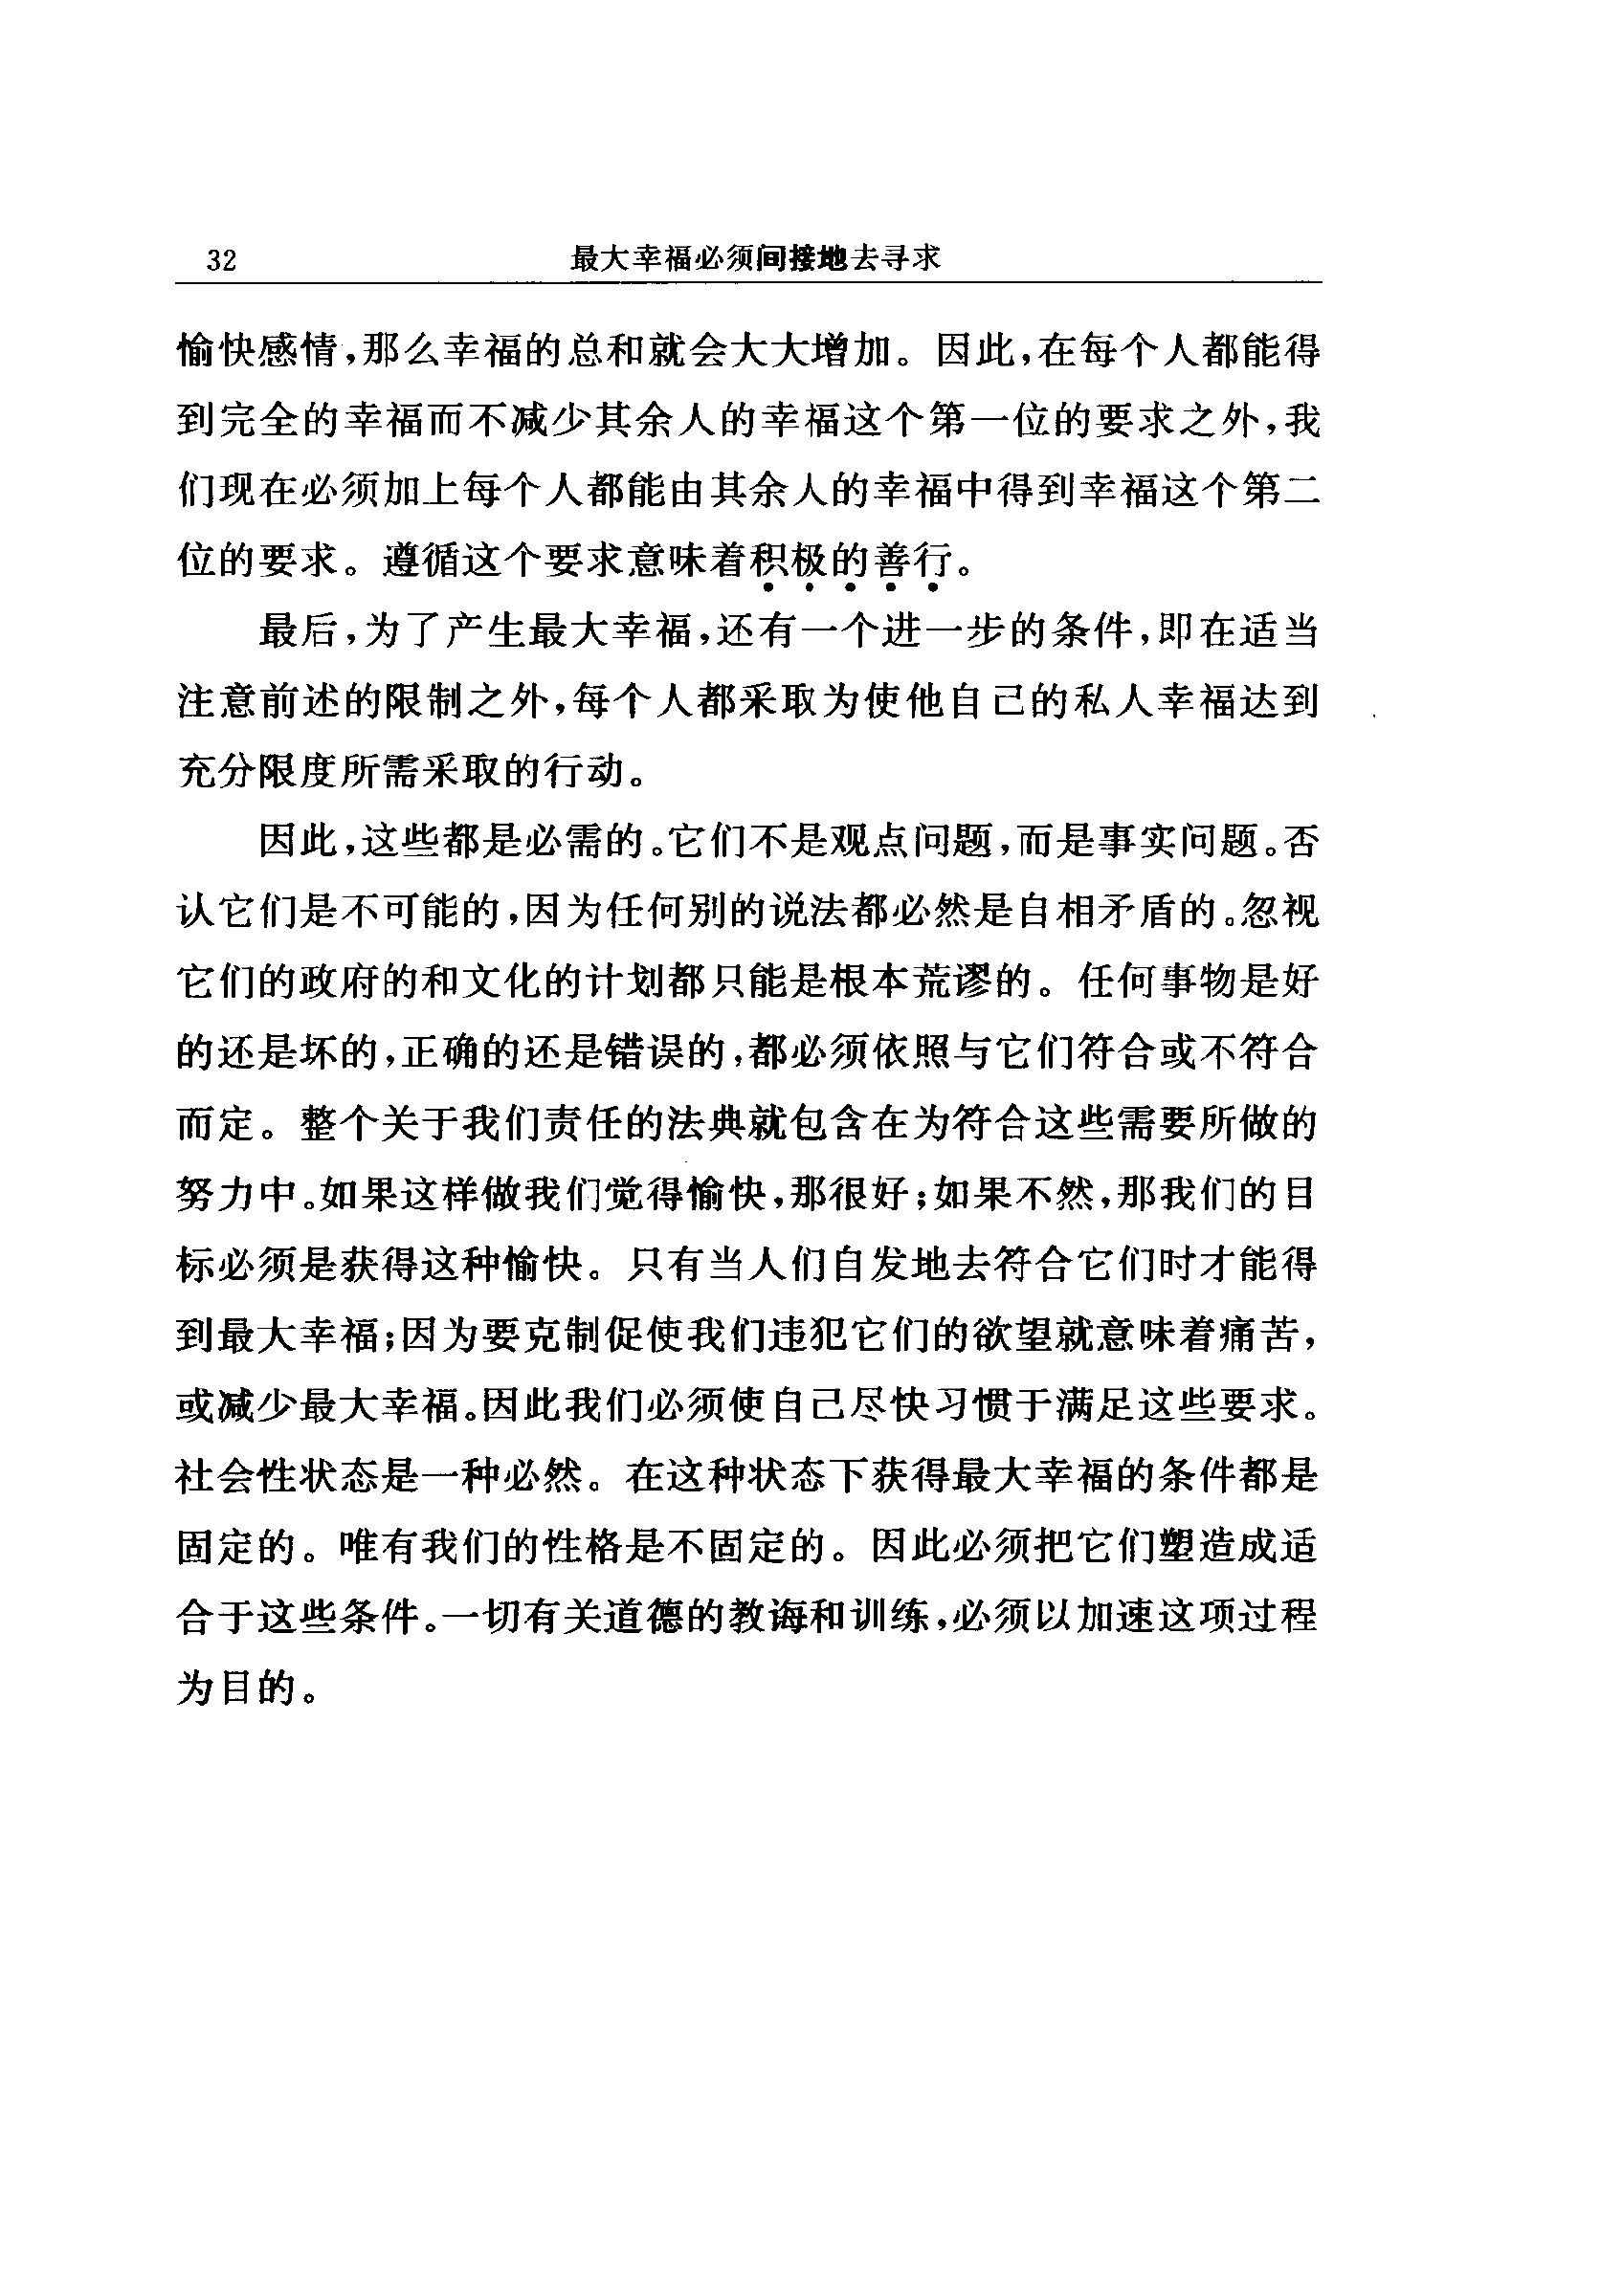 32 最大幸福必须间接地去寻求
愉快感情，那么幸福的总和就会大大增加。因此，在每个人都能得
到完全的幸福而不减少其余人的幸福这个第一位的要求之外，我
们现在必须加上每个人都能由其余人的幸福中得到幸福这个第二
位的要求。遵循这个要求意味着积极的善行。
最后，为了产生最大幸福，还有一个进一步的条件，即在适当
注意前述的限制之外，每个人都采取为使他自己的私人幸福达到
充分限度所需采取的行动。
因此，这些都是必需的。它们不是观点问题，而是事实问题。否
认它们是不可能的，因为任何别的说法都必然是自相矛盾的。忽视
它们的政府的和文化的计划都只能是根本荒谬的。任何事物是好
的还是坏的，正确的还是错误的，都必须依照与它们符合或不符合
而定。整个关于我们责任的法典就包含在为符合这些需要所做的
努力中。如果这样做我们觉得愉快，那很好；如果不然，那我们的目
标必须是获得这种愉快。只有当人们自发地去符合它们时才能得
到最大幸福；因为要克制促使我们违犯它们的欲望就意味着痛苦，
或减少最大幸福。因此我们必须使自己尽快习惯于满足这些要求。
社会性状态是一种必然。在这种状态下获得最大幸福的条件都是
固定的。唯有我们的性格是不固定的。因此必须把它们塑造成适
合于这些条件。一切有关道德的教诲和训练，必须以加速这项过程
为目的。